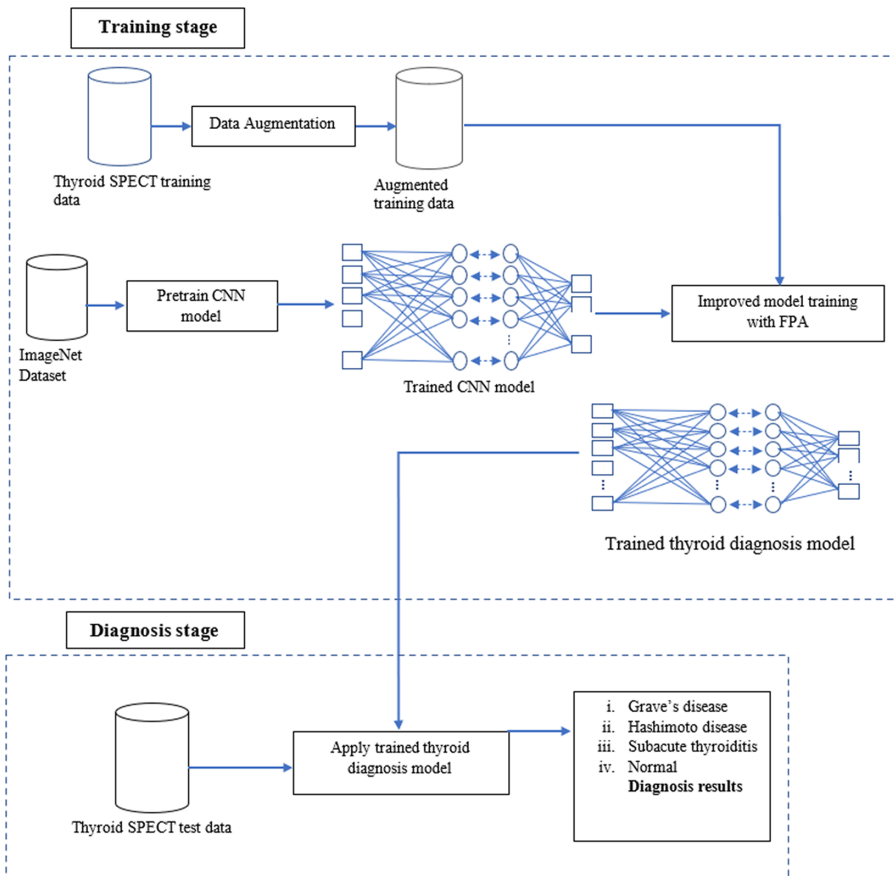 Training stage
Data Augmentation
Thyroid SPECT training
data
Augmented
training data
Pretrain CNN
model
Improved model training
with FPA
ImageNet
Dataset
Trained CNN model
Trained thyroid diagnosis model
Diagnosis stage
i. Grave's disease
ii. Hashimoto disease
iii. Subacute thyroiditis
iv. Normal
Diagnosis results
Apply trained thyroid
diagnosis model
Thyroid SPECT test data